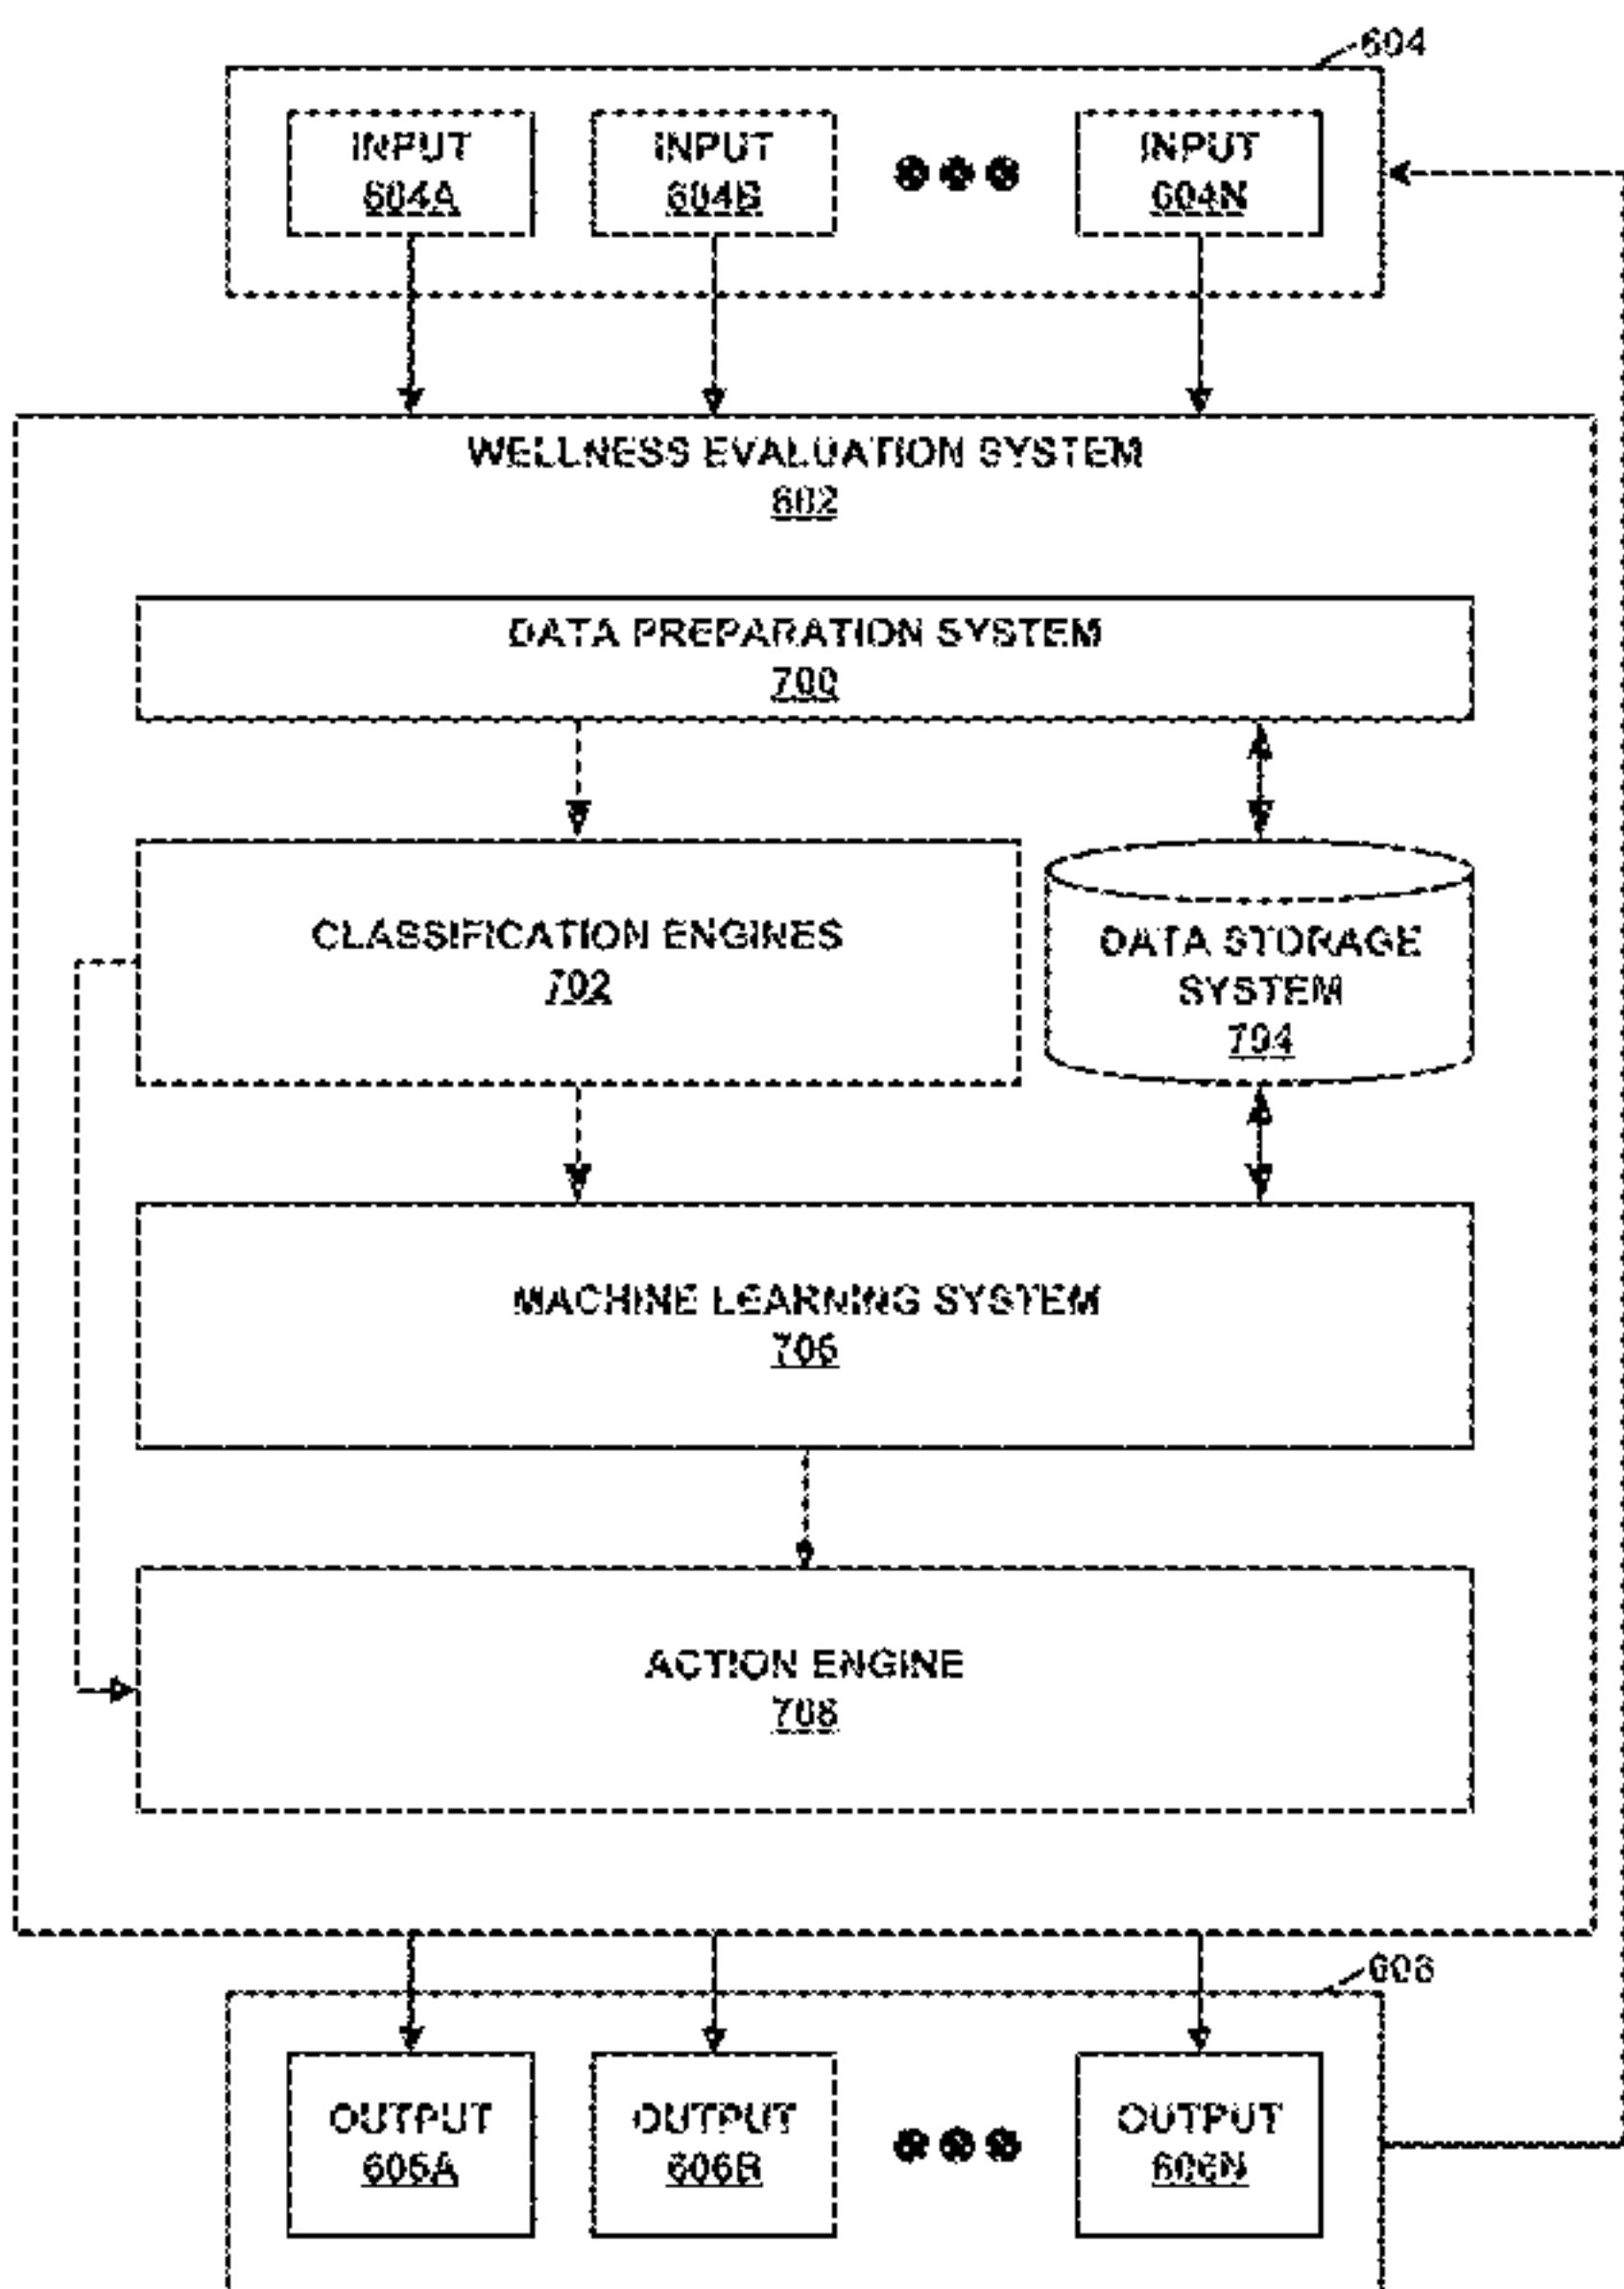 604
INPUT
604A
INPUT
604B
INPUT
604N
WELLNESS EVALUATION SYSTEM
602
DATA PREPARATION SYSTEM
700
CLASSIFICATION ENGINES
702
DATA STORAGE
SYSTEM
704
MACHINE LEARNING SYSTEM
706
ACTION ENGINE
708
606
OUTPUT
606A
OUTPUT
606B
OUTPUT
606N